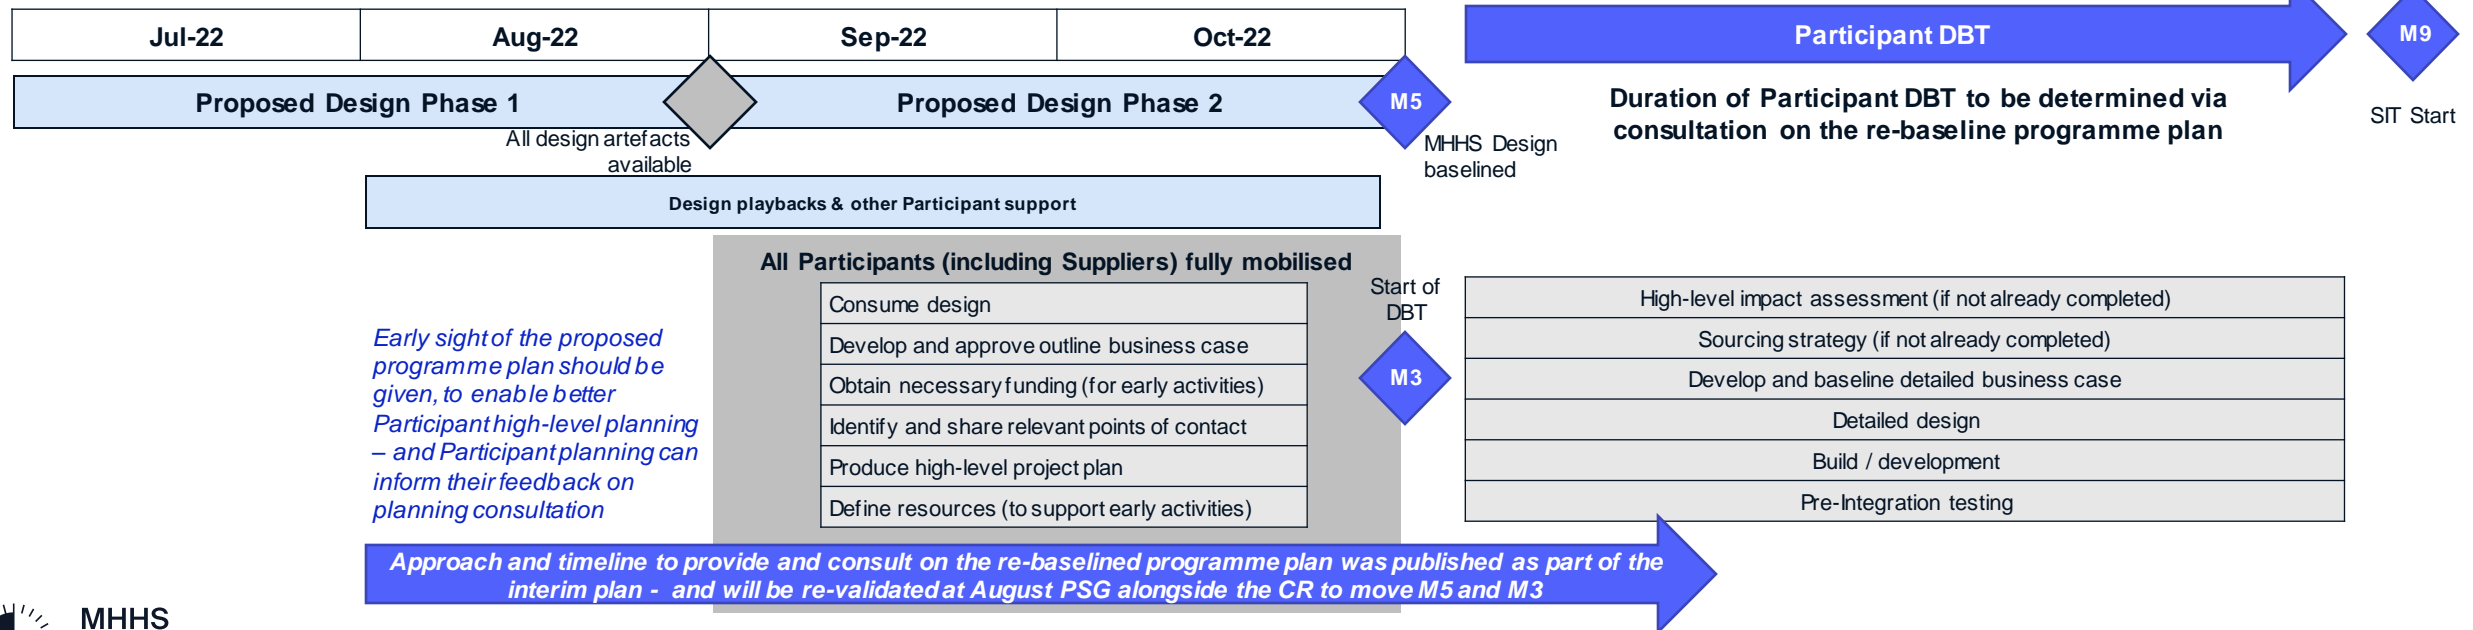 Jul-22
Aug-22
Sep-22
Oct-22
Participant DBT
M9
Proposed Design Phase 1
Proposed Design Phase 2
M5
Duration of Participant DBT to be determined via
consultation on the re-baseline programme plan
SIT Start
All design artefacts
available
MHHS Design
baselined
Design playbacks & other Participant support
All Participants (including Suppliers) fully mobilised
Consume design
Develop and approve outline business case
Obtain necessary funding (for early activities)
Identify and share relevant points of contact
Produce high-level project plan
Define resources (to support early activities)
Start of
DBT
M3
High-level impact assessment (if not already completed)
Sourcing strategy (if not already completed)
Develop and baseline detailed business case
Detailed design
Build / development
Pre-Integration testing
Early sight of the proposed
programme plan should be
given, to enable better
Participant high-level planning
– and Participant planning can
inform their feedback on
planning consultation
Approach and timeline to provide and consult on the re-baselined programme plan was published as part of the
interim plan - and will be re-validated at August PSG alongside the CR to move M5 and M3
MHHS